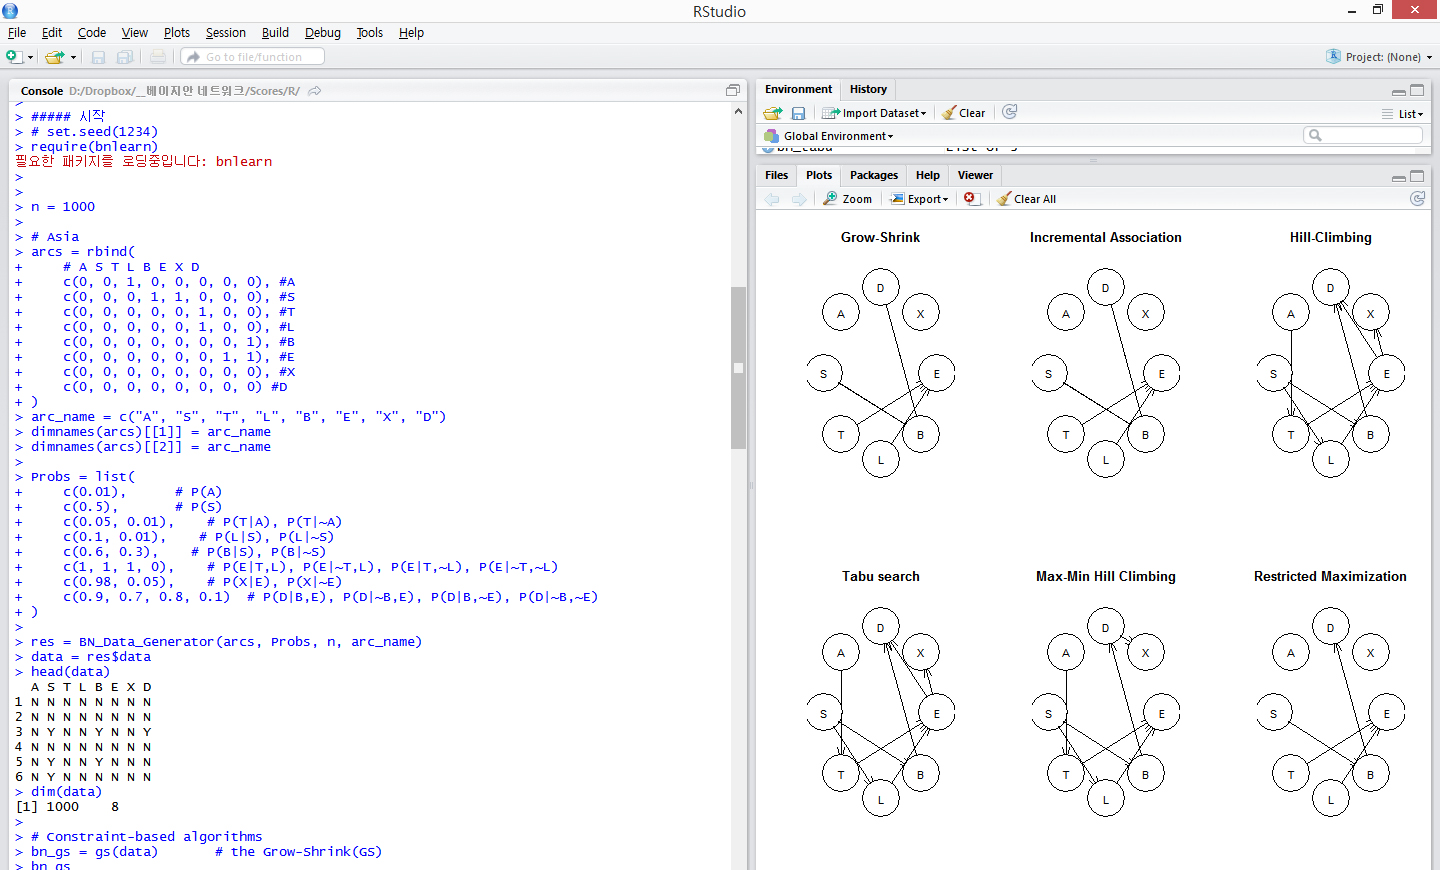 RStudio
File Edit Code View Plots Session Build Debug Tools Help
Go to file/function
Project: (None)
Console D:/Dropbox/__베이지안 네트워크/Scores/R/
>
> ##### 시작
> # set.seed(1234)
> require(bnlearn)
필요한 패키지를 로딩중입니다: bnlearn
>
>
> n = 1000
>
> # Asia
> arcs = rbind(
+     # A S T L B E X D
+     c(0, 0, 1, 0, 0, 0, 0, 0), #A
+     c(0, 0, 0, 1, 1, 0, 0, 0), #S
+     c(0, 0, 0, 0, 0, 1, 0, 0), #T
+     c(0, 0, 0, 0, 0, 1, 0, 0), #L
+     c(0, 0, 0, 0, 0, 0, 0, 1), #B
+     c(0, 0, 0, 0, 0, 0, 1, 1), #E
+     c(0, 0, 0, 0, 0, 0, 0, 0), #X
+     c(0, 0, 0, 0, 0, 0, 0, 0) #D
+ )
> arc_name = c("A", "S", "T", "L", "B", "E", "X", "D")
> dimnames(arcs)[[1]] = arc_name
> dimnames(arcs)[[2]] = arc_name
>
> Probs = list(
+     c(0.01),      # P(A)
+     c(0.5),       # P(S)
+     c(0.05, 0.01),    # P(T|A), P(T|~A)
+     c(0.1, 0.01),    # P(L|S), P(L|~S)
+     c(0.6, 0.3),    # P(B|S), P(B|~S)
+     c(1, 1, 1, 0),    # P(E|T,L), P(E|~T,L), P(E|T,~L), P(E|~T,~L)
+     c(0.98, 0.05),    # P(X|E), P(X|~E)
+     c(0.9, 0.7, 0.8, 0.1)  # P(D|B,E), P(D|~B,E), P(D|B,~E), P(D|~B,~E)
+ )
>
> res = BN_Data_Generator(arcs, Probs, n, arc_name)
> data = res$data
> head(data)
  A S T L B E X D
1 N N N N N N N N
2 N N N N N N N N
3 N Y N N Y N N Y
4 N N N N N N N N
5 N Y N N Y N N N
6 N Y N N N N N N
> dim(data)
[1] 1000    8
>
> # Constraint-based algorithms
> bn_gs = gs(data)       # the Grow-Shrink(GS)
> bn_gs
Environment History
Import Dataset Clear List
Global Environment
bn_tabu List of 3
Files Plots Packages Help Viewer
Zoom Export Clear All
Grow-Shrink Incremental Association Hill-Climbing
D D D
A X A X A X
S E S E S E
T B T B T B
L L L
Tabu search Max-Min Hill Climbing Restricted Maximization
D D D
A X A X A X
S E S E S E
T B T B T B
L L L